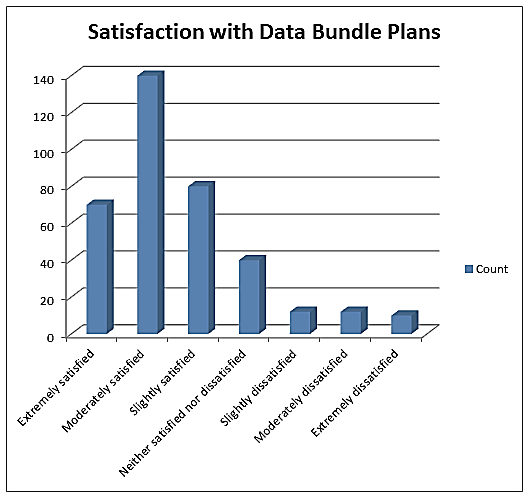 Satisfaction with Data Bundle Plans
140
120
100
80
60
40
20
0
Extremely satisfied
Moderately satisfied
Slightly satisfied
Neither satisfied nor dissatisfied
Slightly dissatisfied
Moderately dissatisfied
Extremely dissatisfied
Count